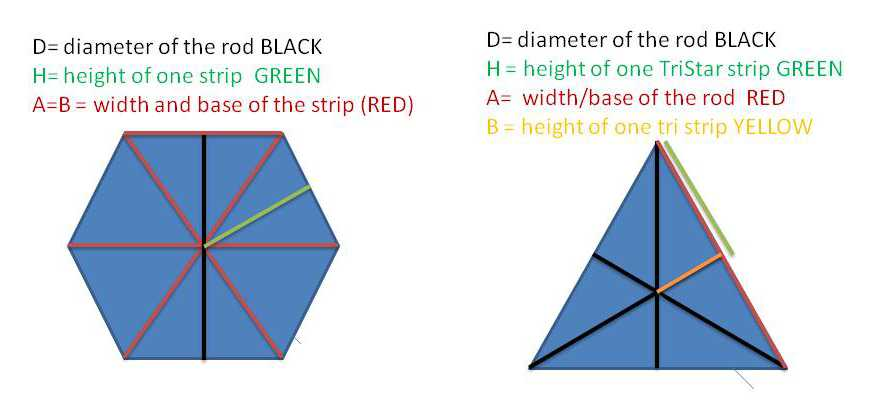 D= diameter of the rod BLACK
H= height of one strip GREEN
A=B = width and base of the strip (RED)
D= diameter of the rod BLACK
H = height of one TriStar strip GREEN
A= width/base of the rod RED
B = height of one tri strip YELLOW